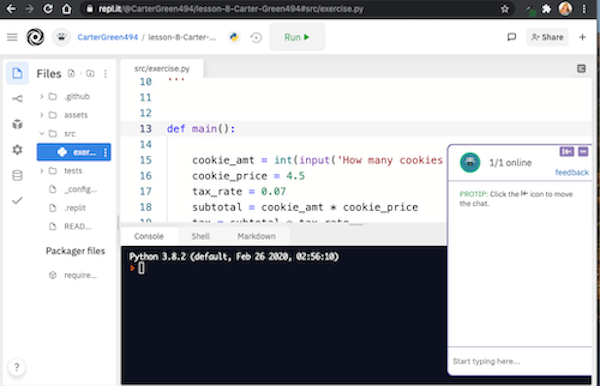 repl.it/@CarterGreen494/lesson-8-Carter-Green494#src/exercise.py
CarterGreen494 / lesson-8-Carter-...
Run
Share
Files
.github
assets
src
exer...
tests
_config...
.replit
READ...
Packager files
require...
?
src/exercise.py
10 '''
11
12
13 def main():
14
15 cookie_amt = int(input('How many cookies
16 cookie_price = 4.5
17 tax_rate = 0.07
18 subtotal = cookie_amt * cookie_price
19 tax = subtotal * tax_rate
Console Shell Markdown
Python 3.8.2 (default, Feb 26 2020, 02:56:10)
1/1 online
feedback
PROTIP: Click the icon to move
the chat.
Start typing here...